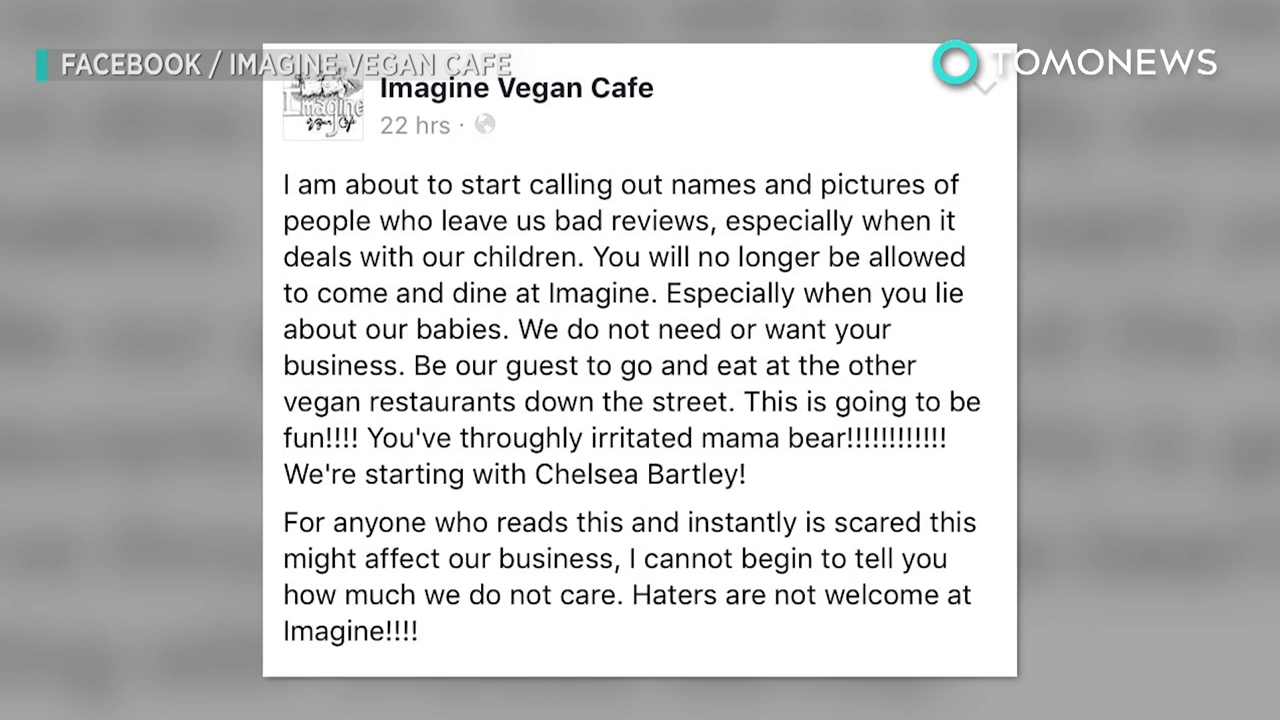 FACEBOOK / IMAGINE VEGAN CAFE
TOMONEWS
Imagine
Imagine Vegan Cafe
22 hrs ·
I am about to start calling out names and pictures of
people who leave us bad reviews, especially when it
deals with our children. You will no longer be allowed
to come and dine at Imagine. Especially when you lie
about our babies. We do not need or want your
business. Be our guest to go and eat at the other
vegan restaurants down the street. This is going to be
fun!!!! You've throughly irritated mama bear!!!!!!!!!!!!
We're starting with Chelsea Bartley!
For anyone who reads this and instantly is scared this
might affect our business, I cannot begin to tell you
how much we do not care. Haters are not welcome at
Imagine!!!!